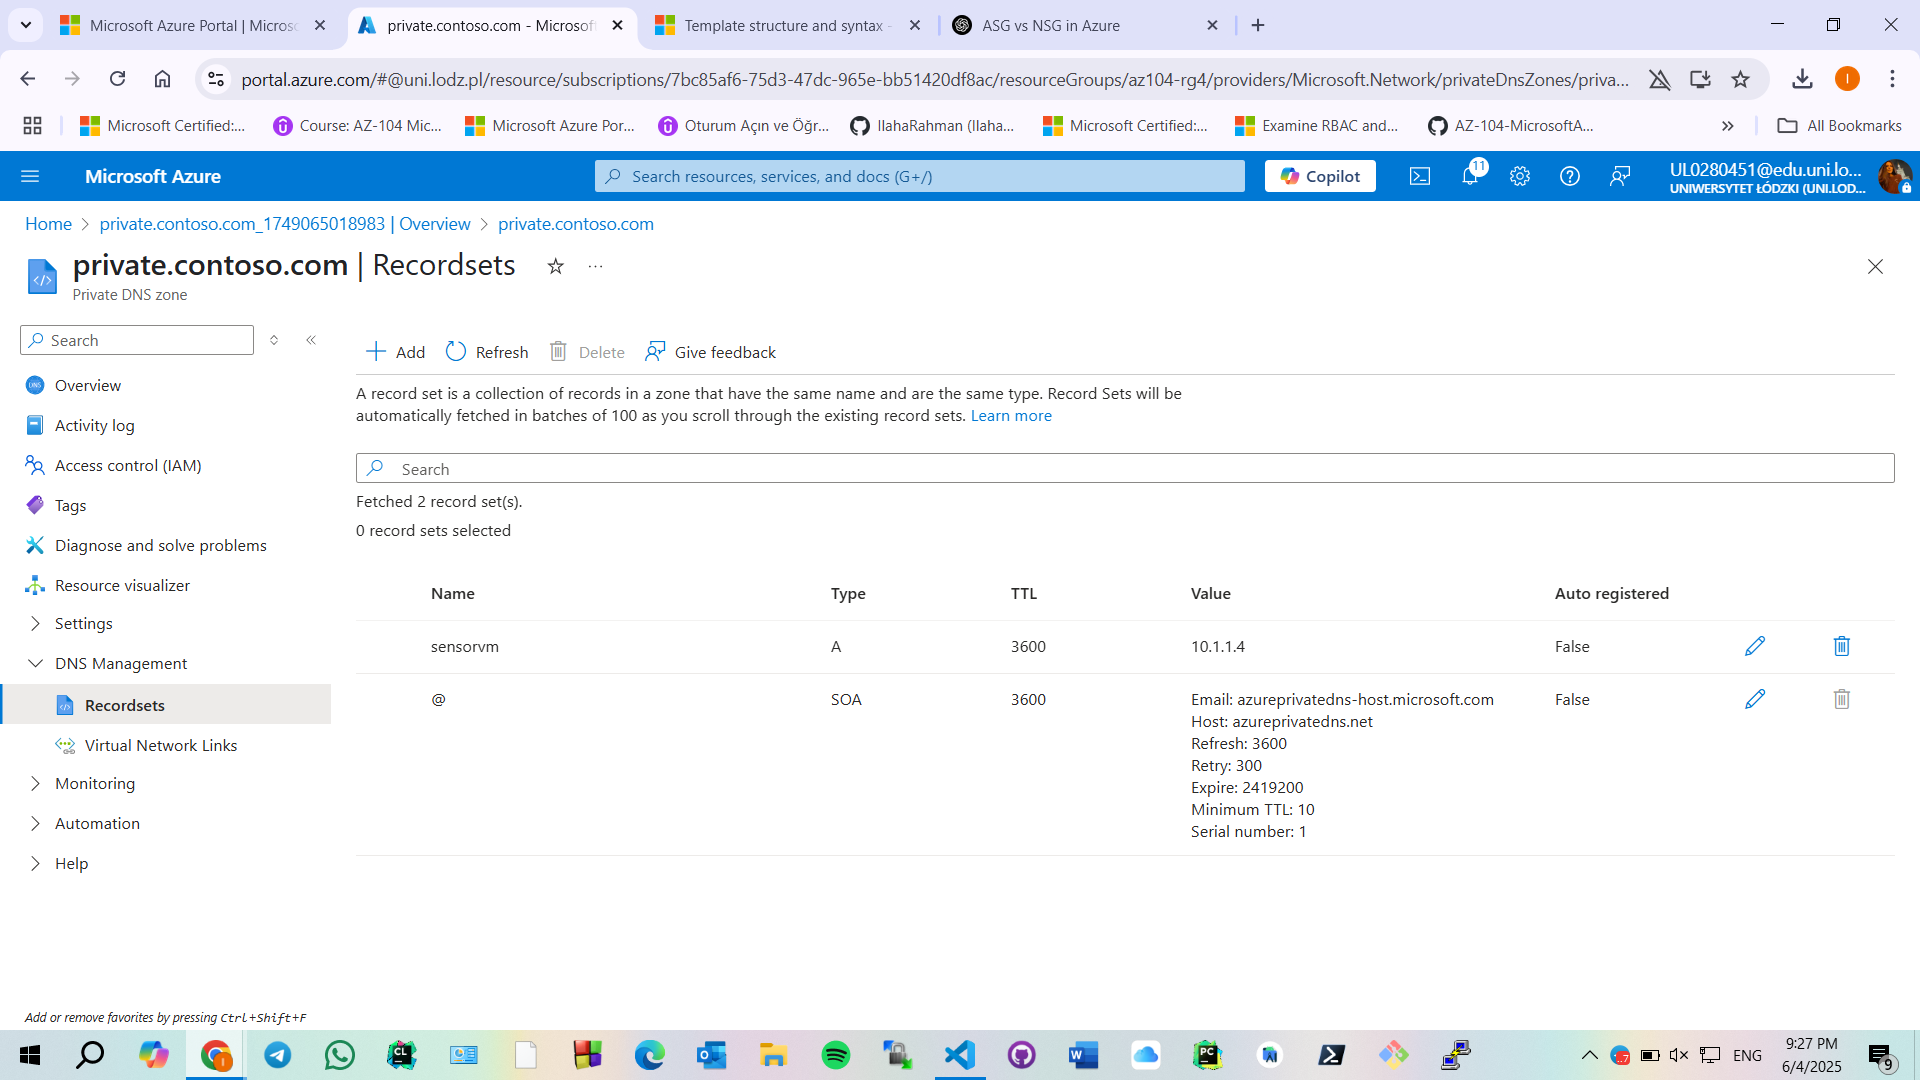 Microsoft Azure Portal | Microso
private.contoso.com - Microsoft
Template structure and syntax -
ASG vs NSG in Azure
portal.azure.com/#@uni.lodz.pl/resource/subscriptions/7bc85af6-75d3-47dc-965e-bb51420df8ac/resourceGroups/az104-rg4/providers/Microsoft.Network/privateDnsZones/priva...
I
Microsoft Certified:...
Course: AZ-104 Mic...
Microsoft Azure Por...
Oturum Açın ve Öğr...
IlahaRahman (Ilaha...
Microsoft Certified:...
Examine RBAC and...
AZ-104-MicrosoftA...
All Bookmarks
Microsoft Azure
Search resources, services, and docs (G+/)
Copilot
11
UL0280451@edu.uni.lo...
UNIWERSYTET ŁÓDZKI (UNI.LOD...
Home
private.contoso.com_1749065018983 | Overview
private.contoso.com
private.contoso.com | Recordsets
Private DNS zone
Search
Overview
Activity log
Access control (IAM)
Tags
Diagnose and solve problems
Resource visualizer
Settings
DNS Management
Recordsets
Virtual Network Links
Monitoring
Automation
Help
Add or remove favorites by pressing Ctrl+Shift+F
Add
Refresh
Delete
Give feedback
A record set is a collection of records in a zone that have the same name and are the same type. Record Sets will be
automatically fetched in batches of 100 as you scroll through the existing record sets. Learn more
Search
Fetched 2 record set(s).
0 record sets selected
Name Type TTL Value Auto registered
sensorvm A 3600 10.1.1.4 False
@ SOA 3600 Email: azureprivatedns-host.microsoft.com False
Host: azureprivatedns.net
Refresh: 3600
Retry: 300
Expire: 2419200
Minimum TTL: 10
Serial number: 1
ENG
9:27 PM
6/4/2025
9